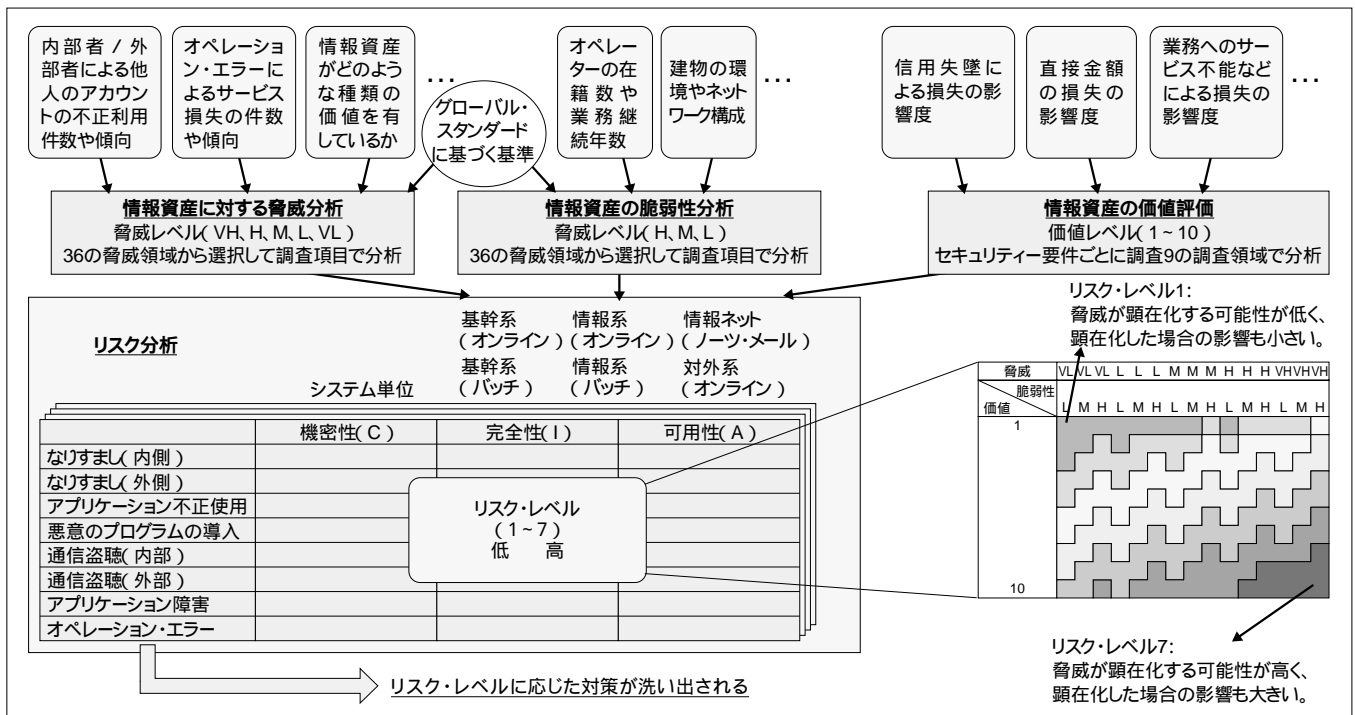 内部者 / 外
部者による他
人のアカウン
トの不正利用
件数や傾向
オペレーショ
ン・エラーに
よるサービス
損失の件数
や傾向
情報資産
がどのよう
な種類の
価値を有
しているか
…
グローバル・
スタンダード
に基づく基準
オペレー
ターの在
籍数や
業務継
続年数
建物の環
境やネット
ワーク構成
…
信用失墜に
よる損失の影
響度
直接金額
の損失の
影響度
業務へのサー
ビス不能など
による損失の
影響度
…
情報資産に対する脅威分析
脅威レベル( VH、H、M、L、VL )
36の脅威領域から選択して調査項目で分析
情報資産の脆弱性分析
脅威レベル( H、M、L )
36の脅威領域から選択して調査項目で分析
情報資産の価値評価
価値レベル( 1~10 )
セキュリティー要件ごとに調査9の調査領域で分析
リスク分析
システム単位
基幹系
( オンライン )
情報系
( オンライン )
情報ネット
( ノーツ・メール )
基幹系
( バッチ )
情報系
( バッチ )
対外系
( オンライン )
機密性( C )
完全性( I )
可用性( A )
なりすまし( 内側 )
なりすまし( 外側 )
アプリケーション不正使用
悪意のプログラムの導入
通信盗聴( 内部 )
通信盗聴( 外部 )
アプリケーション障害
オペレーション・エラー
リスク・レベル
( 1~7 )
低 高
リスク・レベルに応じた対策が洗い出される
リスク・レベル1:
脅威が顕在化する可能性が低く、
顕在化した場合の影響も小さい。
脅威 VL VL VL L L L M M M H H H VH VH VH
脆弱性
価値 L M H L M H L M H L M H L M H
1
10
リスク・レベル7:
脅威が顕在化する可能性が高く、
顕在化した場合の影響も大きい。